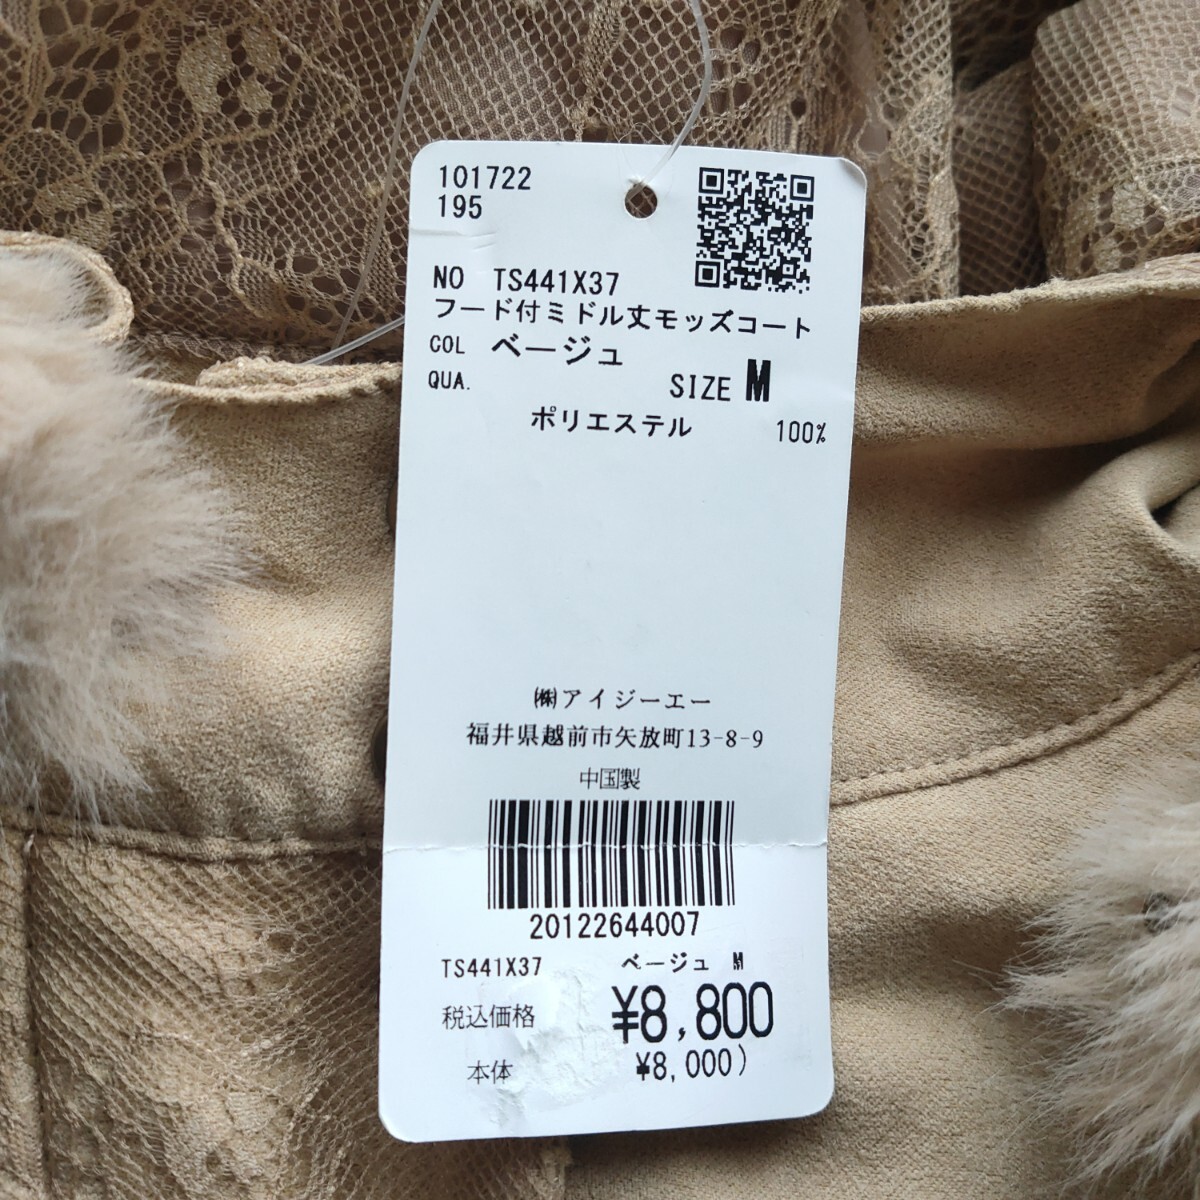 101722
195
NO TS441X37
フード付ミドル丈モッズコート
COL ベージュ
QUA. SIZE M
ポリエステル 100%
㈱アイジーエー
福井県越前市矢放町13-8-9
中国製
20122644007
TS441X37 ベージュ M
税込価格 ¥8,800
本体 ¥8,000)